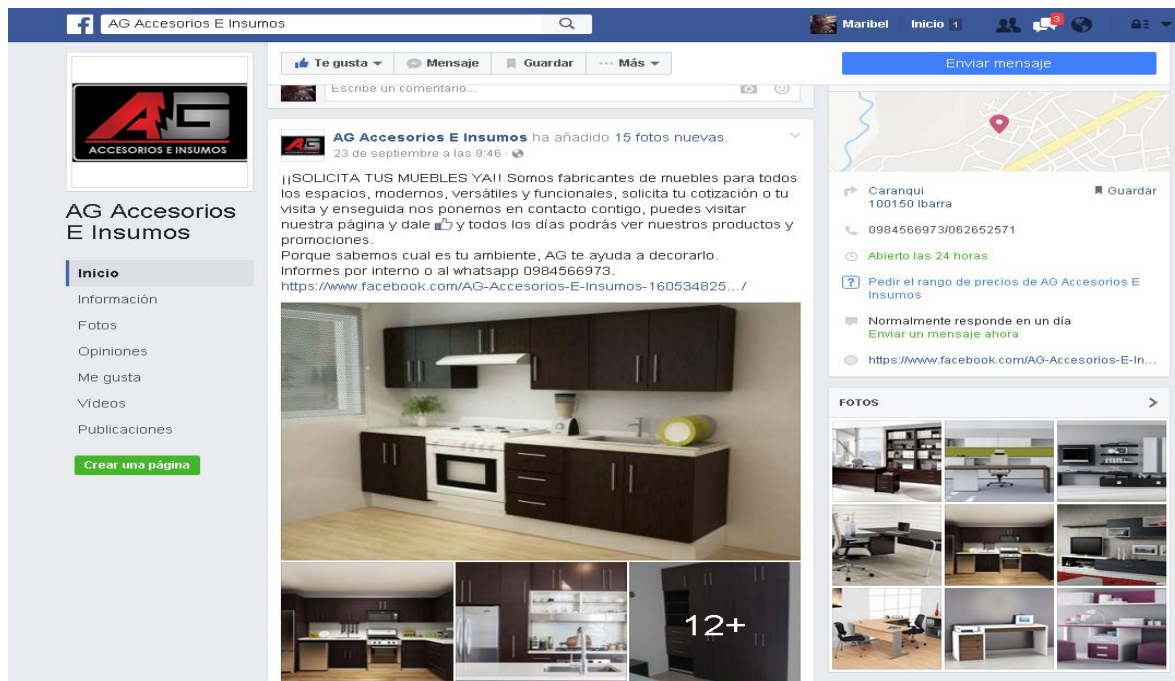 AG Accesorios E Insumos
Maribel
Inicio 1
3
Te gusta
Mensaje
Guardar
Más
Enviar mensaje
AG
ACCESORIOS E INSUMOS
AG Accesorios
E Insumos
Inicio
Información
Fotos
Opiniones
Me gusta
Vídeos
Publicaciones
Crear una página
Escribe un comentario...
AG
AG Accesorios E Insumos ha añadido 15 fotos nuevas.
23 de septiembre a las 9:46 ·
¡¡SOLICITA TUS MUEBLES YA!! Somos fabricantes de muebles para todos
los espacios, modernos, versátiles y funcionales, solicita tu cotización o tu
visita y enseguida nos ponemos en contacto contigo, puedes visitar
nuestra página y dale y todos los días podrás ver nuestros productos y
promociones.
Porque sabemos cual es tu ambiente, AG te ayuda a decorarlo.
Informes por interno o al whatsapp 0984566973.
https://www.facebook.com/AG-Accesorios-E-Insumos-160534825.../
12+
Caranqui
100150 Ibarra
Guardar
0984566973/062652571
Abierto las 24 horas
? Pedir el rango de precios de AG Accesorios E
Insumos
Normalmente responde en un día
Enviar un mensaje ahora
https://www.facebook.com/AG-Accesorios-E-In...
FOTOS